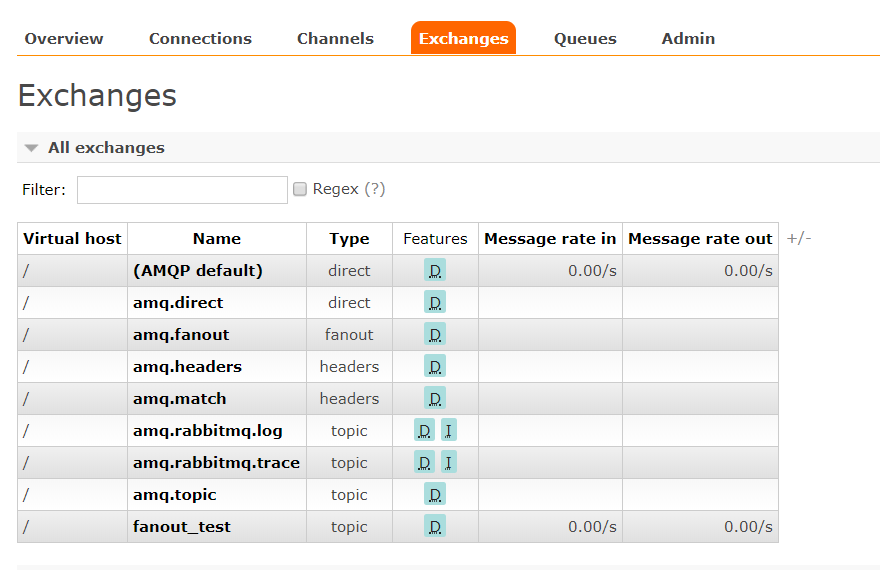 Overview Connections Channels Exchanges Queues Admin
Exchanges
All exchanges
Filter: Regex (?)
Virtual host Name Type Features Message rate in Message rate out +/-
/ (AMQP default) direct D 0.00/s 0.00/s
/ amq.direct direct D
/ amq.fanout fanout D
/ amq.headers headers D
/ amq.match headers D
/ amq.rabbitmq.log topic D I
/ amq.rabbitmq.trace topic D I
/ amq.topic topic D
/ fanout_test topic D 0.00/s 0.00/s